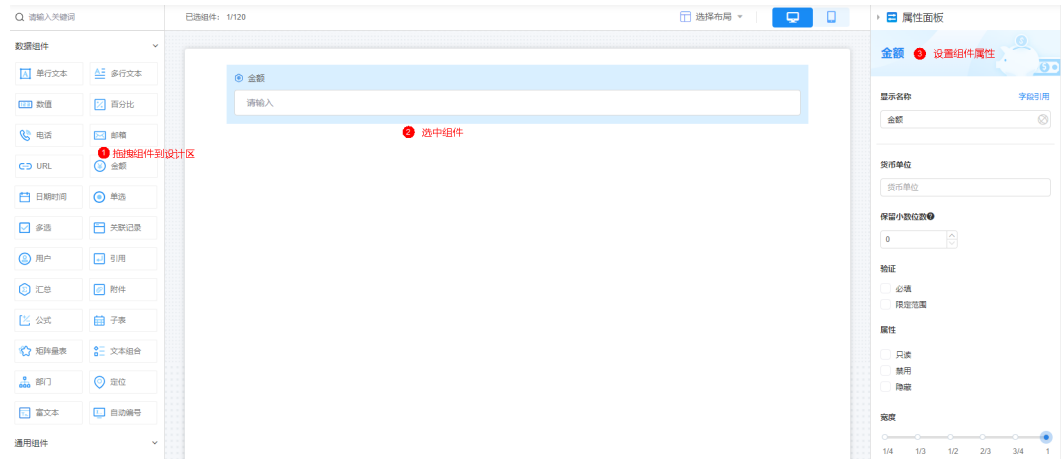 请输入关键词
已选组件： 1/120
选择布局
属性面板
数据组件
单行文本
多行文本
数值
百分比
电话
邮箱
URL
金额
日期时间
单选
多选
关联记录
用户
引用
汇总
附件
公式
子表
矩阵量表
文本组合
部门
定位
富文本
自动编号
通用组件
1 拖拽组件到设计区
金额
请输入
2 选中组件
金额
3 设置组件属性
显示名称
字段引用
金额
货币单位
货币单位
保留小数位数
0
验证
必填
限定范围
属性
只读
禁用
隐藏
宽度
1/4 1/3 1/2 2/3 3/4 1